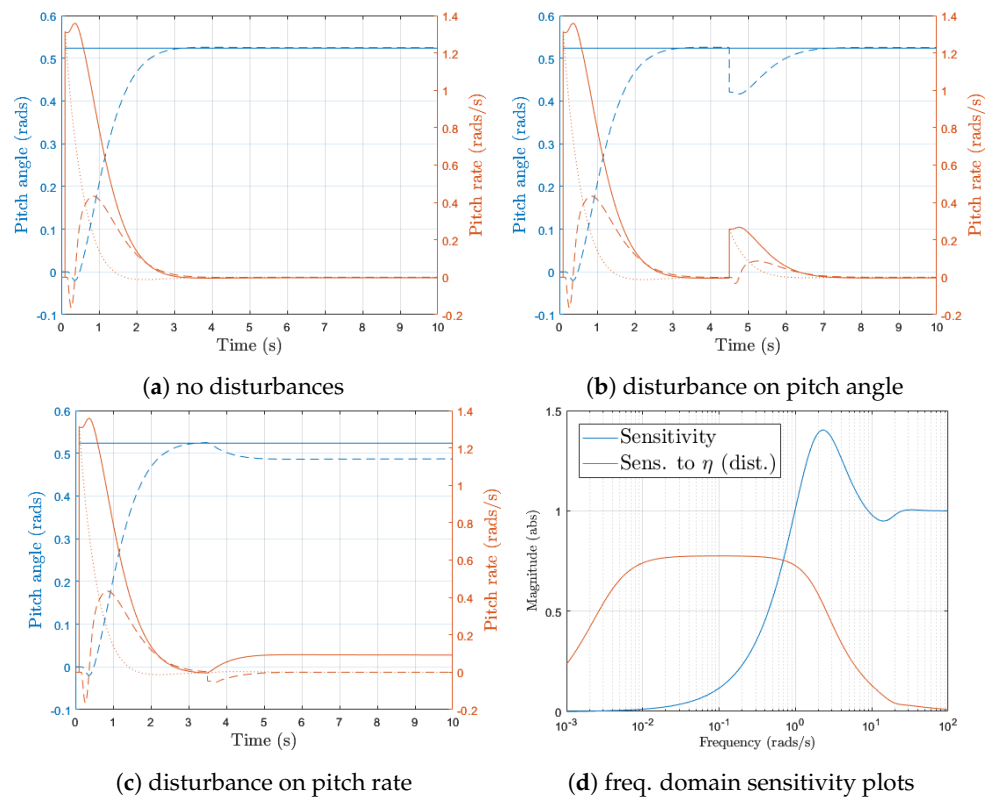 0.6
0.5
0.4
0.3
0.2
0.1
0
-0.1
Pitch angle (rads)
1.4
1.2
1
0.8
0.6
0.4
0.2
0
-0.2
Pitch rate (rads/s)
0 1 2 3 4 5 6 7 8 9 10
Time (s)
(a) no disturbances
0.6
0.5
0.4
0.3
0.2
0.1
0
-0.1
Pitch angle (rads)
1.4
1.2
1
0.8
0.6
0.4
0.2
0
-0.2
Pitch rate (rads/s)
0 1 2 3 4 5 6 7 8 9 10
Time (s)
(b) disturbance on pitch angle
0.6
0.5
0.4
0.3
0.2
0.1
0
-0.1
Pitch angle (rads)
1.4
1.2
1
0.8
0.6
0.4
0.2
0
-0.2
Pitch rate (rads/s)
0 1 2 3 4 5 6 7 8 9 10
Time (s)
(c) disturbance on pitch rate
1.5
1
0.5
0
Magnitude (abs)
Sensitivity
Sens. to η (dist.)
10⁻³ 10⁻² 10⁻¹ 10⁰ 10¹ 10²
Frequency (rads/s)
(d) freq. domain sensitivity plots